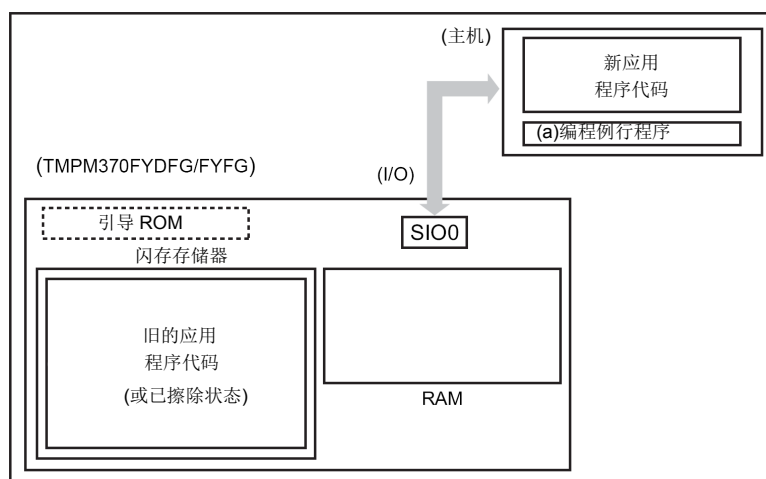 (主机)
新应用
程序代码
(a)编程例行程序
(TMPM370FYDFG/FYFG)
(I/O)
引导 ROM
SIO0
闪存存储器
旧的应用
程序代码
(或已擦除状态)
RAM